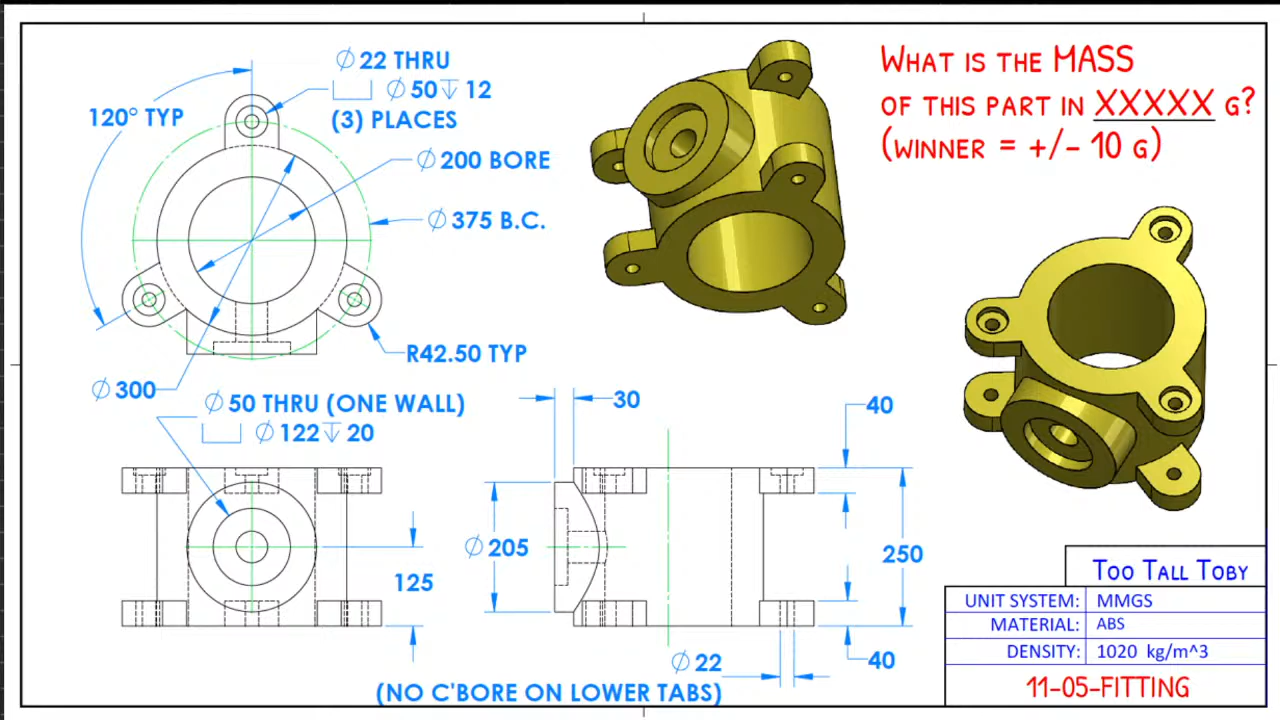 ⌀ 22 THRU
⌴ ⌀ 50 ↧ 12
(3) PLACES
120° TYP
⌀ 200 BORE
⌀ 375 B.C.
R42.50 TYP
⌀ 300
⌀ 50 THRU (ONE WALL)
⌴ ⌀ 122 ↧ 20
30
40
⌀ 205
250
125
⌀ 22
40
(NO C'BORE ON LOWER TABS)
WHAT IS THE MASS
OF THIS PART IN XXXXX G?
(WINNER = +/- 10 G)
TOO TALL TOBY
UNIT SYSTEM: MMGS
MATERIAL: ABS
DENSITY: 1020 kg/m^3
11-05-FITTING